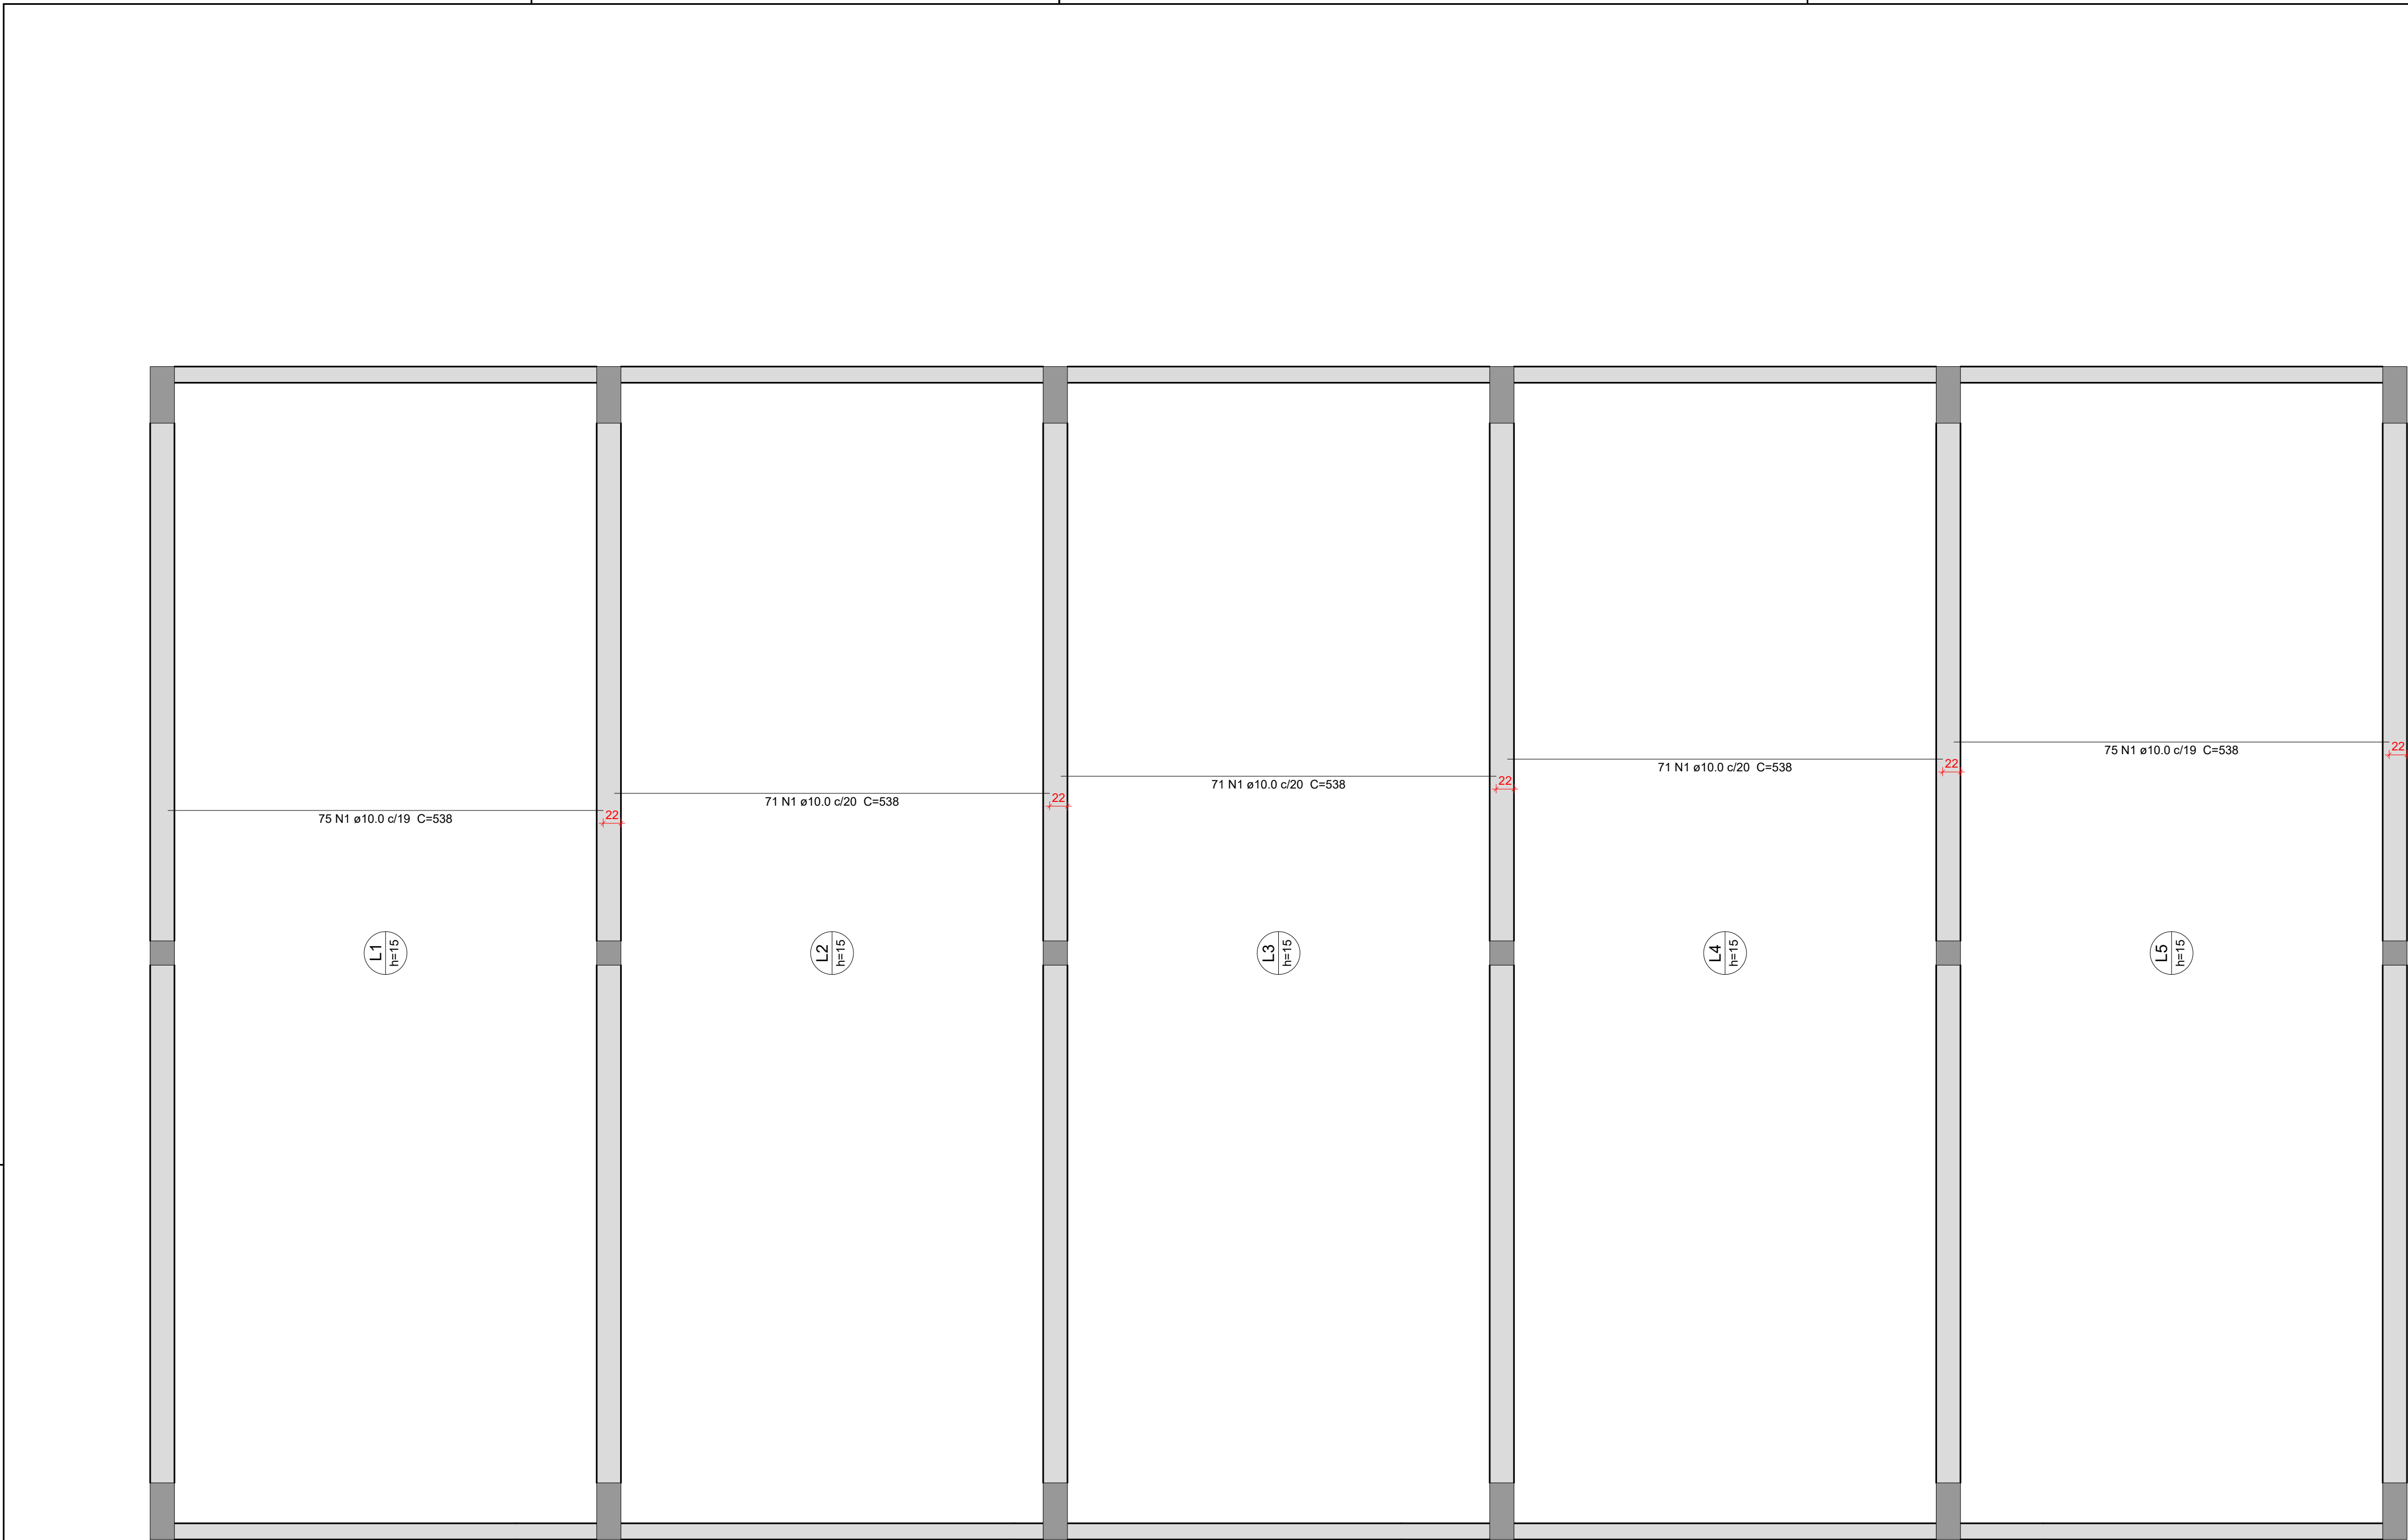 75 N1 ø10.0 c/19 C=538
22
71 N1 ø10.0 c/20 C=538
22
71 N1 ø10.0 c/20 C=538
22
71 N1 ø10.0 c/20 C=538
22
75 N1 ø10.0 c/19 C=538
22
L1
h=15
L2
h=15
L3
h=15
L4
h=15
L5
h=15